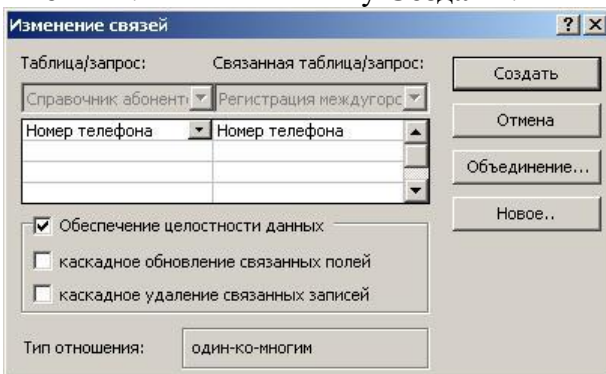 Изменение связей
Таблица/запрос: Связанная таблица/запрос:
Справочник абонент Регистрация междугорс
Номер телефона Номер телефона
Обеспечение целостности данных
каскадное обновление связанных полей
каскадное удаление связанных записей
Тип отношения: один-ко-многим
Создать
Отмена
Объединение...
Новое..